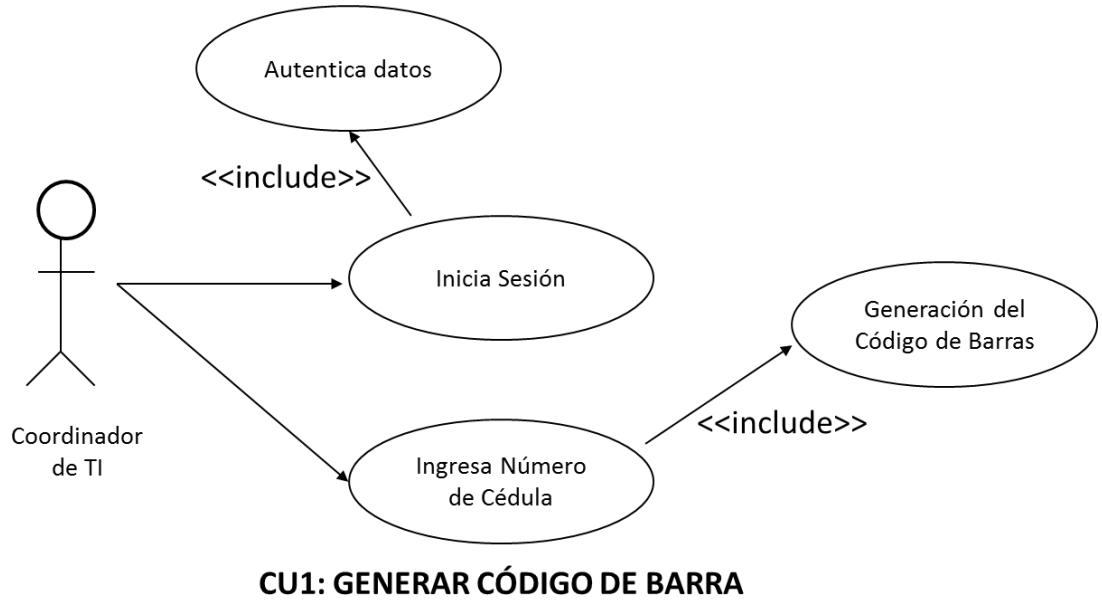 Autentica datos
<<include>>
Inicia Sesión
Generación del
Código de Barras
<<include>>
Coordinador
de TI
Ingresa Número
de Cédula
CU1: GENERAR CÓDIGO DE BARRA